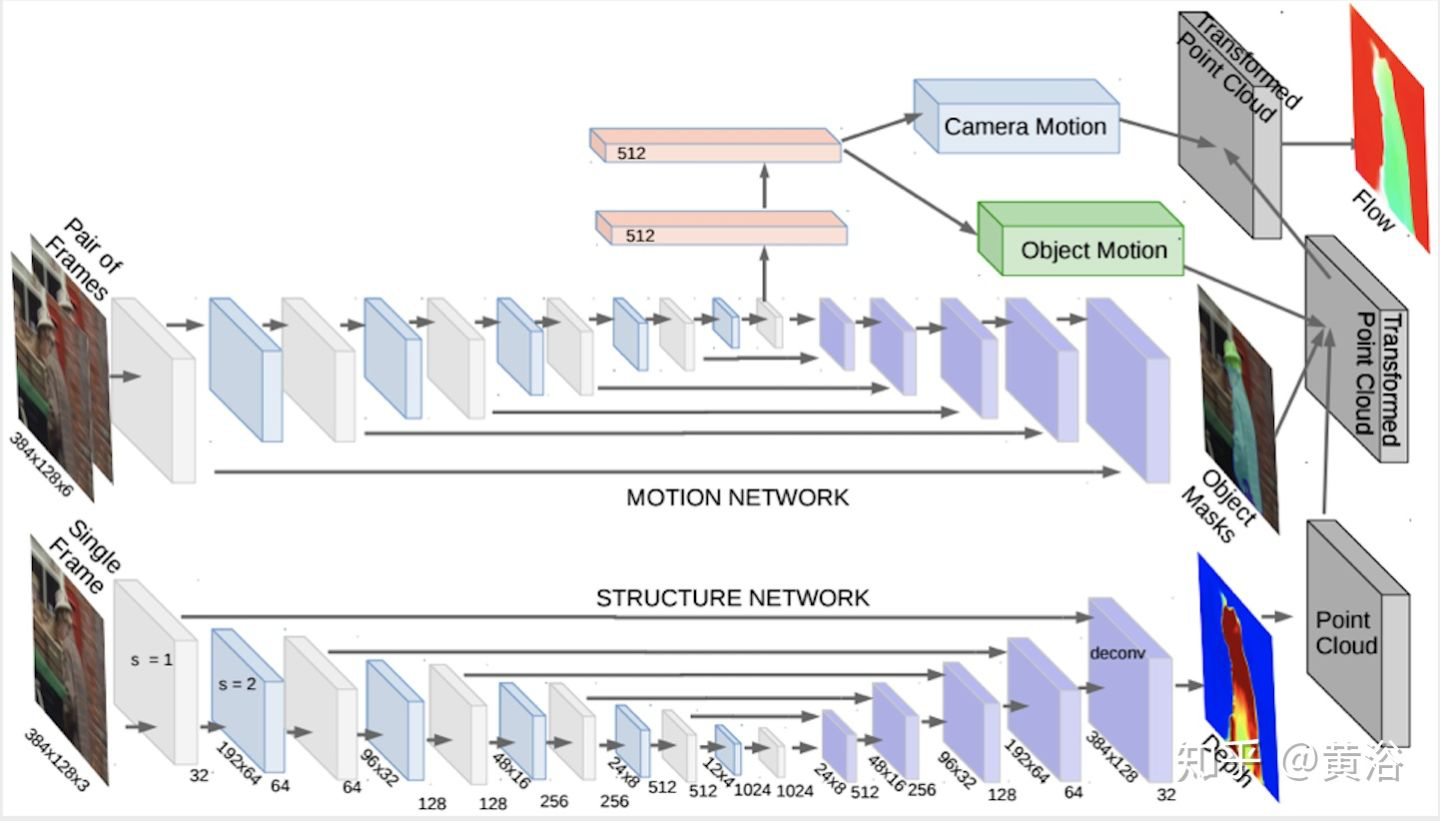 Transformed
Point Cloud
Camera Motion
512
Flow
512
Object Motion
Pair of
Frames
Transformed
Point Cloud
384x128x6
Object
Masks
MOTION NETWORK
Single
Frame
STRUCTURE NETWORK
Point
Cloud
deconv
s = 1
s = 2
384x128x3
Depth
32
192x64
64
64
96x32
128
128
48x16
256
256
24x8
512
512
12x4
1024
1024
24x8
512
48x16
256
96x32
128
192x64
64
384x128
32
知乎 @黄浴